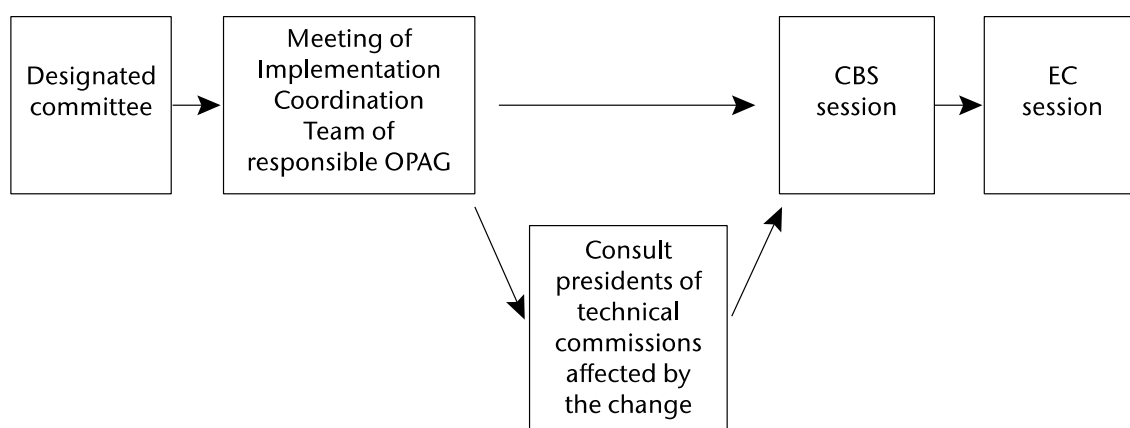 Designated
committee
Meeting of
Implementation
Coordination
Team of
responsible OPAG
CBS
session
EC
session
Consult
presidents of
technical
commissions
affected by
the change